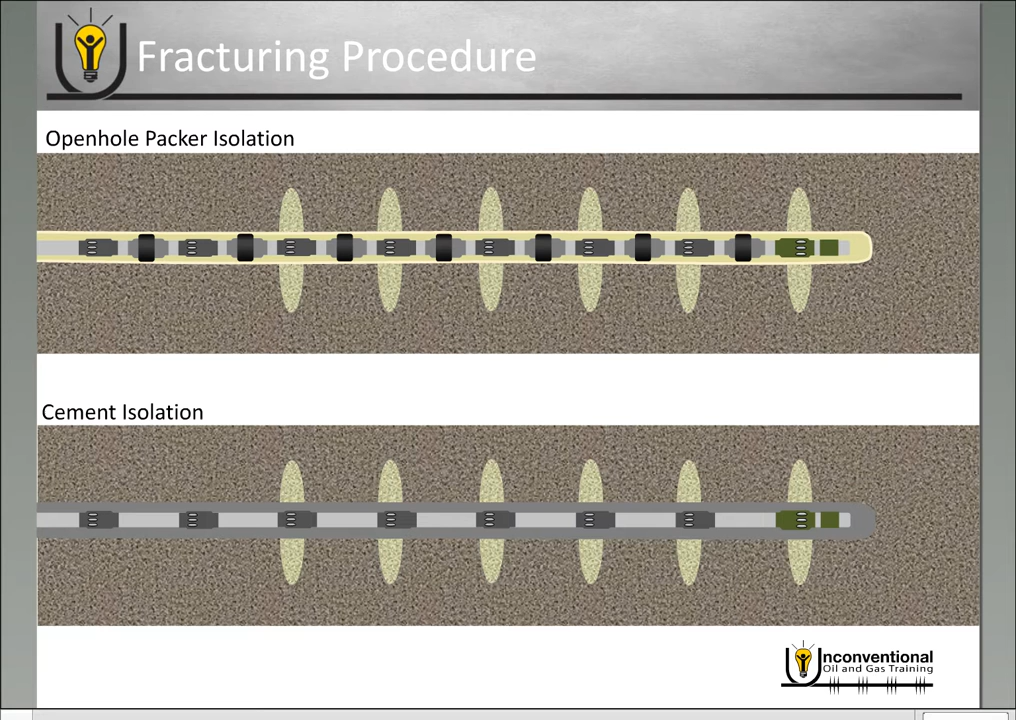 Fracturing Procedure
Openhole Packer Isolation
Cement Isolation
Unconventional
Oil and Gas Training